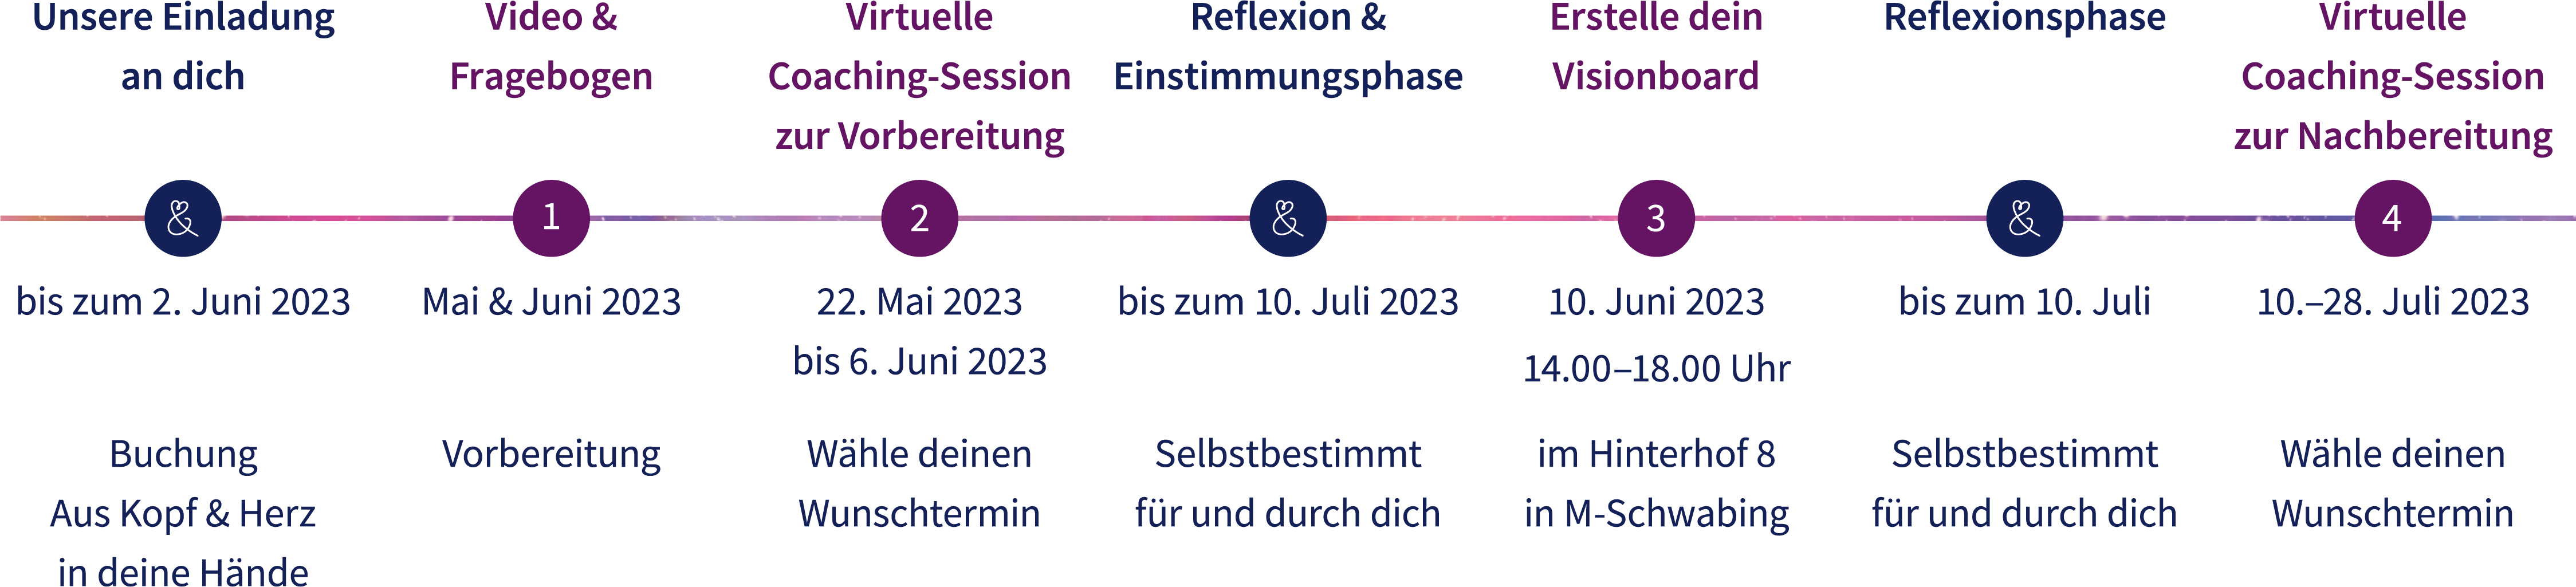 Unsere Einladung
an dich
&
bis zum 2. Juni 2023
Buchung
Aus Kopf & Herz
in deine Hände
Video &
Fragebogen
1
Mai & Juni 2023
Vorbereitung
Virtuelle
Coaching-Session
zur Vorbereitung
2
22. Mai 2023
bis 6. Juni 2023
Wähle deinen
Wunschtermin
Reflexion &
Einstimmungsphase
&
bis zum 10. Juli 2023
Selbstbestimmt
für und durch dich
Erstelle dein
Visionboard
3
10. Juni 2023
14.00–18.00 Uhr
im Hinterhof 8
in M-Schwabing
Reflexionsphase
&
bis zum 10. Juli
Selbstbestimmt
für und durch dich
Virtuelle
Coaching-Session
zur Nachbereitung
4
10.–28. Juli 2023
Wähle deinen
Wunschtermin